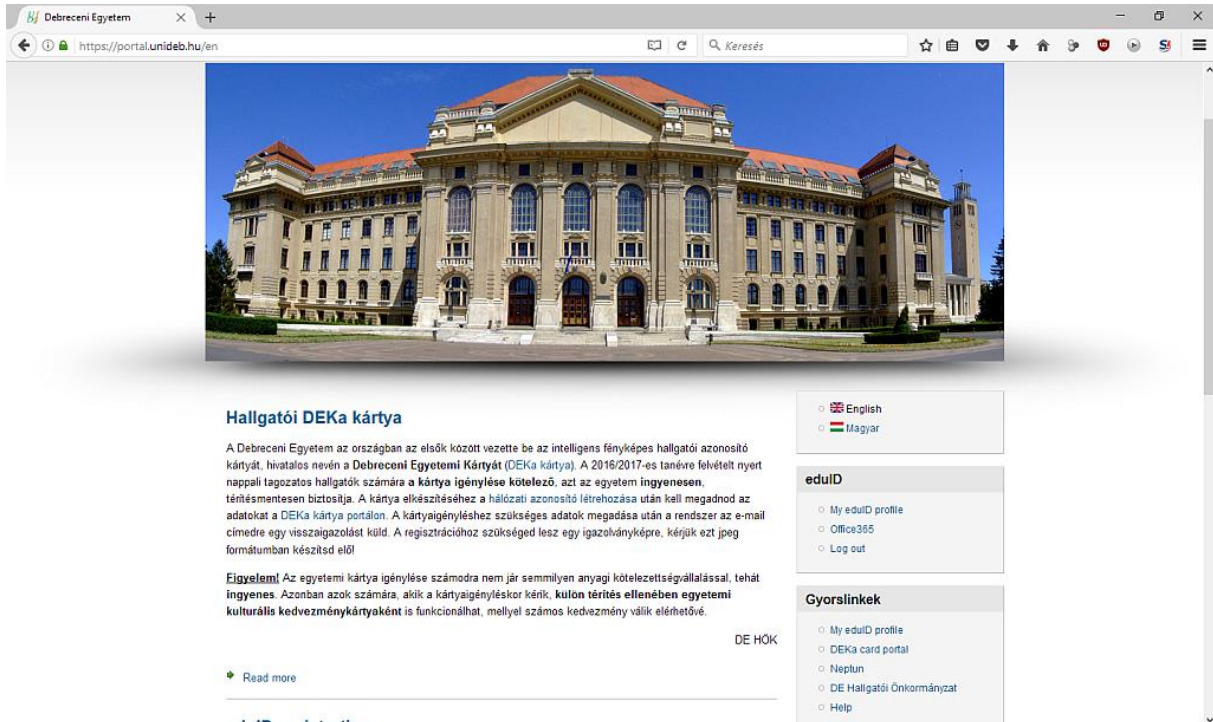 Debreceni Egyetem
https://portal.unideb.hu/en
Keresés
Hallgatói DEKa kártya
A Debreceni Egyetem az országban az elsők között vezette be az intelligens fényképes hallgatói azonosító
kártyát, hivatalos nevén a Debreceni Egyetemi Kártyát (DEKa kártya). A 2016/2017-es tanévre felvételt nyert
nappali tagozatos hallgatók számára a kártya igénylése kötelező, azt az egyetem ingyenesen,
térítésmentesen biztosítja. A kártya elkészítéséhez a hálózati azonosító létrehozása után kell megadnod az
adatokat a DEKa kártya portálon. A kártyaigényléshez szükséges adatok megadása után a rendszer az e-mail
címedre egy visszaigazolást küld. A regisztrációhoz szükséged lesz egy igazolványképre, kérjük ezt jpeg
formátumban készítsd elő!
Figyelem! Az egyetemi kártya igénylése számodra nem jár semmilyen anyagi kötelezettségvállalással, tehát
ingyenes. Azonban azok számára, akik a kártyaigényléskor kérik, külön térítés ellenében egyetemi
kulturális kedvezménykártyaként is funkcionálhat, mellyel számos kedvezmény válik elérhetővé.
DE HÖK
Read more
English
Magyar
eduID
My eduID profile
Office365
Log out
Gyorslinkek
My eduID profile
DEKa card portal
Neptun
DE Hallgatói Önkormányzat
Help